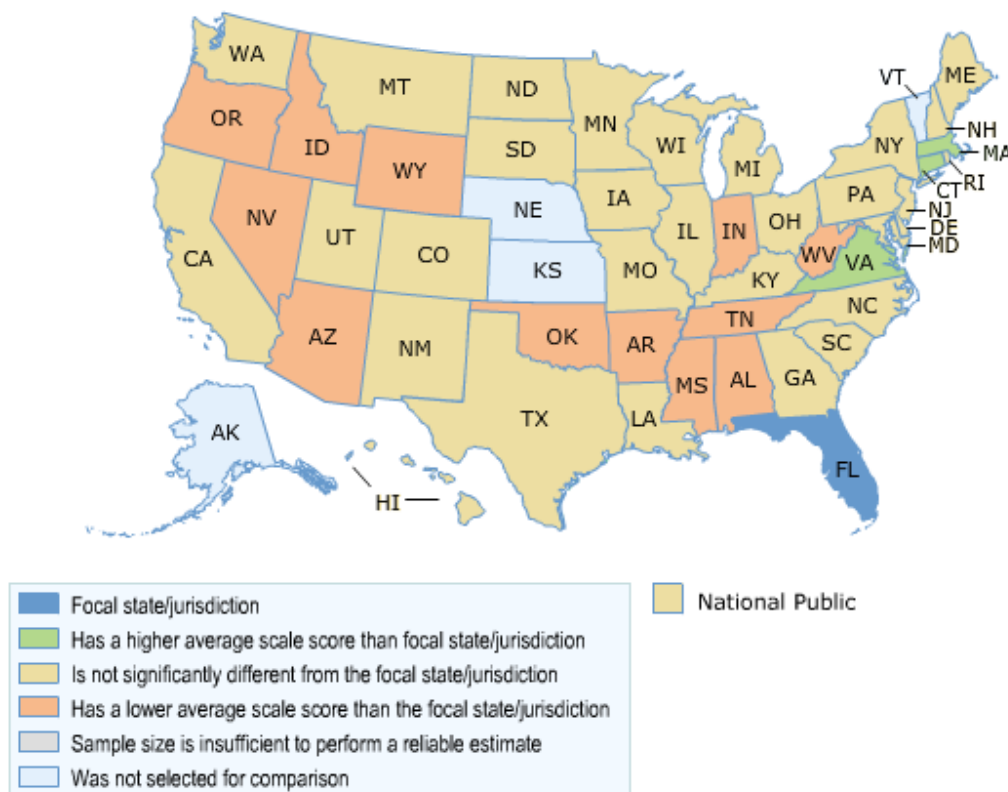 WA
MT
ND
MN
VT
ME
OR
ID
SD
WI
MI
NY
NH
MA
WY
RI
CT
IA
PA
NE
NJ
NV
OH
DE
IL
IN
MD
UT
WV
CA
CO
VA
KS
MO
KY
NC
TN
AZ
OK
NM
AR
SC
MS
AL
GA
TX
LA
AK
FL
HI
Focal state/jurisdiction
National Public
Has a higher average scale score than focal state/jurisdiction
Is not significantly different from the focal state/jurisdiction
Has a lower average scale score than the focal state/jurisdiction
Sample size is insufficient to perform a reliable estimate
Was not selected for comparison